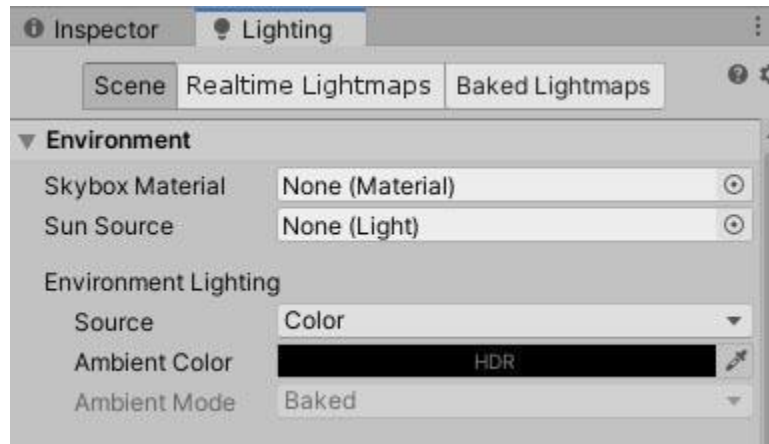 Inspector Lighting
Scene Realtime Lightmaps Baked Lightmaps
Environment
Skybox Material None (Material)
Sun Source None (Light)
Environment Lighting
Source Color
Ambient Color HDR
Ambient Mode Baked